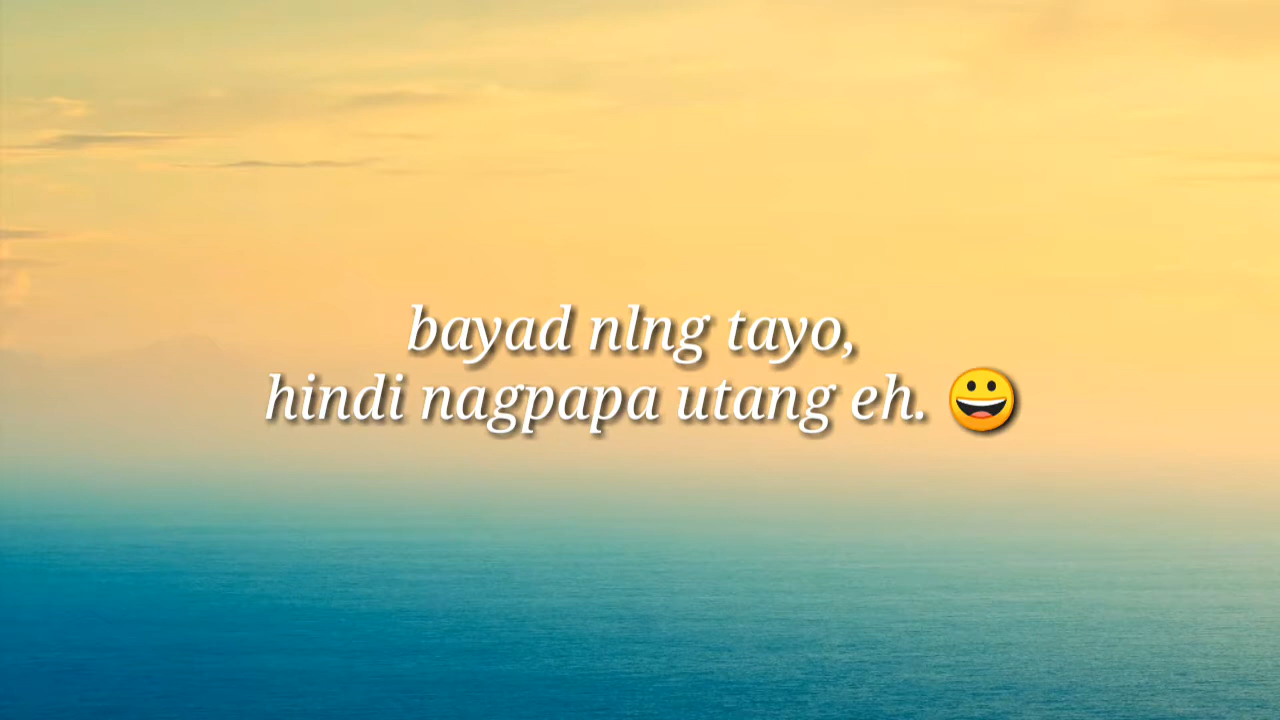 bayad nlng tayo,
hindi nagpapa utang eh. 😀